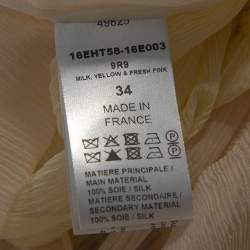 49825
16EHT58-16E003
9R9
MILK, YELLOW & FRESH PINK
34
MADE IN
FRANCE
MATIERE PRINCIPALE /
MAIN MATERIAL
100% SOIE / SILK
MATIERE SECONDAIRE /
SECONDARY MATERIAL
100% SOIE / SILK